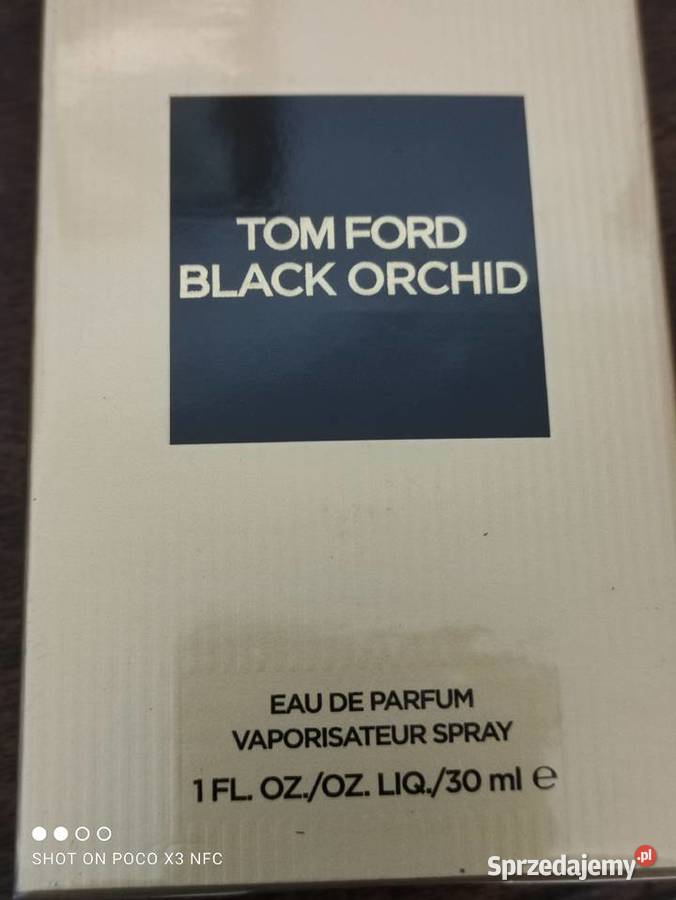 TOM FORD
BLACK ORCHID
EAU DE PARFUM
VAPORISATEUR SPRAY
1 FL. OZ./OZ. LIQ./30 ml ℮
SHOT ON POCO X3 NFC
Sprzedajemy.pl